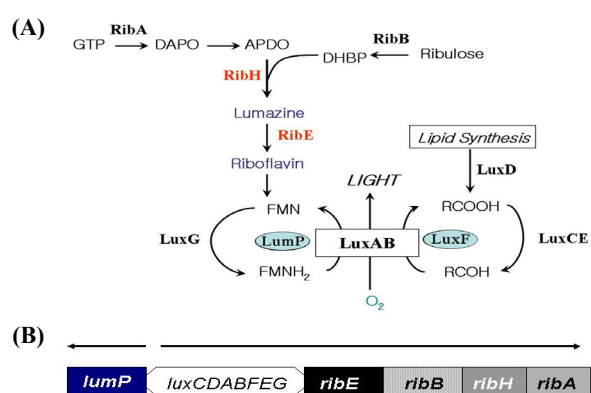 (A)
GTP RibA DAPO APDO DHBP RibB Ribulose
RibH
Lumazine
RibE
Riboflavin
Lipid Synthesis
LIGHT
LuxD
FMN
RCOOH
LuxG
LumP
LuxAB
LuxF
LuxCE
FMNH₂
RCOH
O₂
(B)
lumP luxCDABFEG ribE ribB ribH ribA